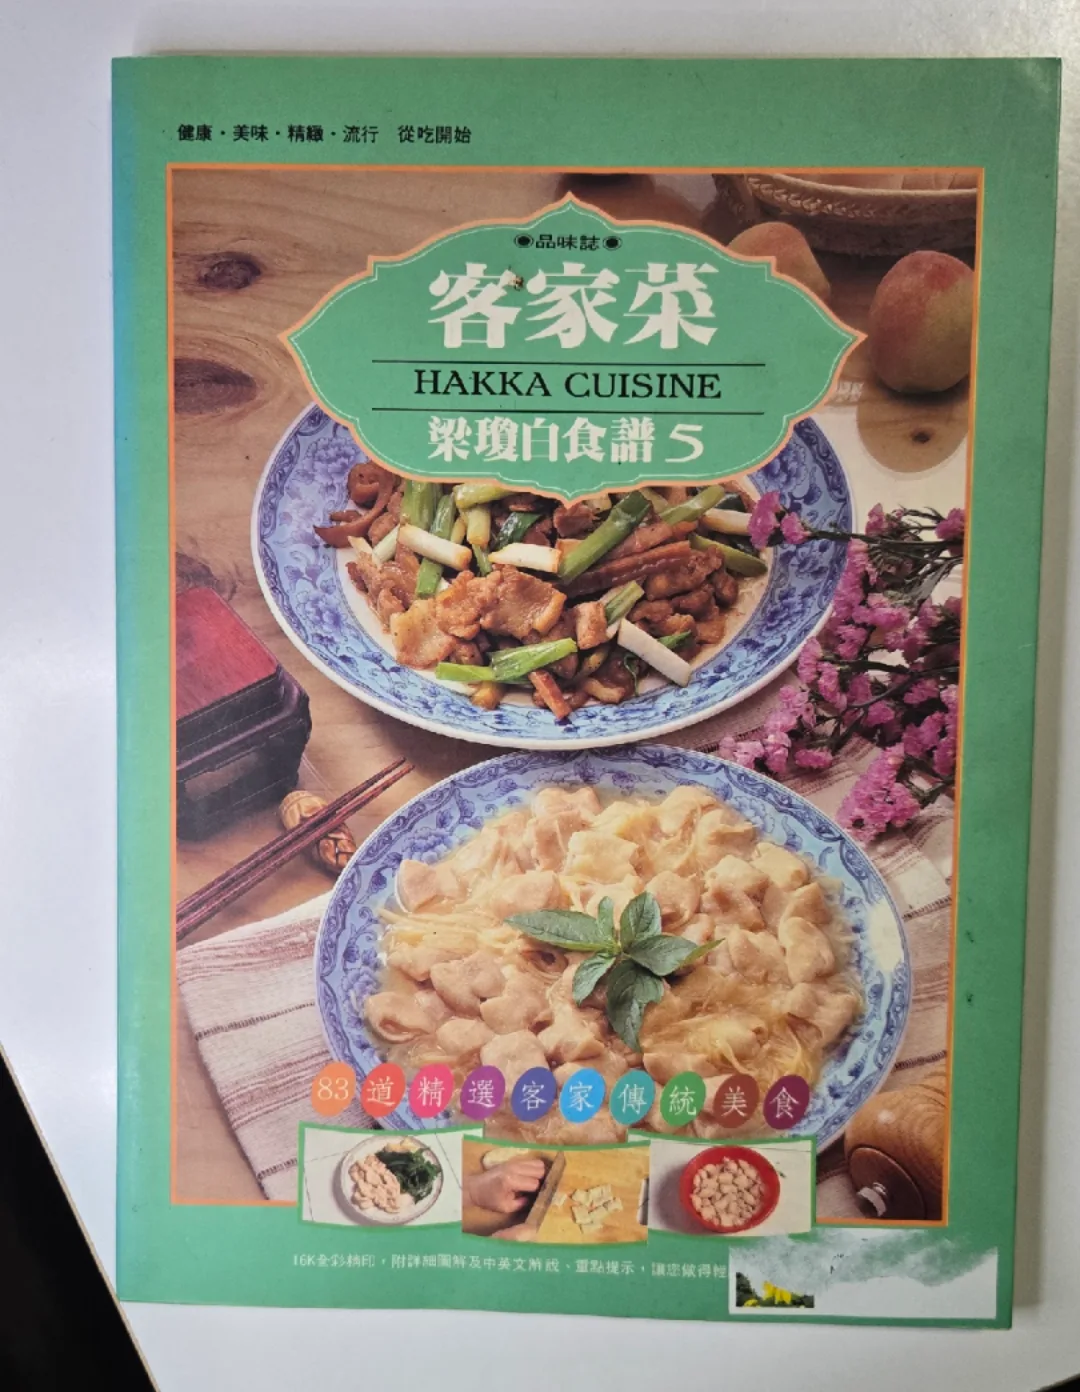 健康・美味・精緻・流行 從吃開始
◉品味誌◉
客家菜
HAKKA CUISINE
梁瓊白食譜5
83道精選客家傳統美食
16K全彩精印，附詳細圖解及中英文解說、重點提示，讓您做得輕